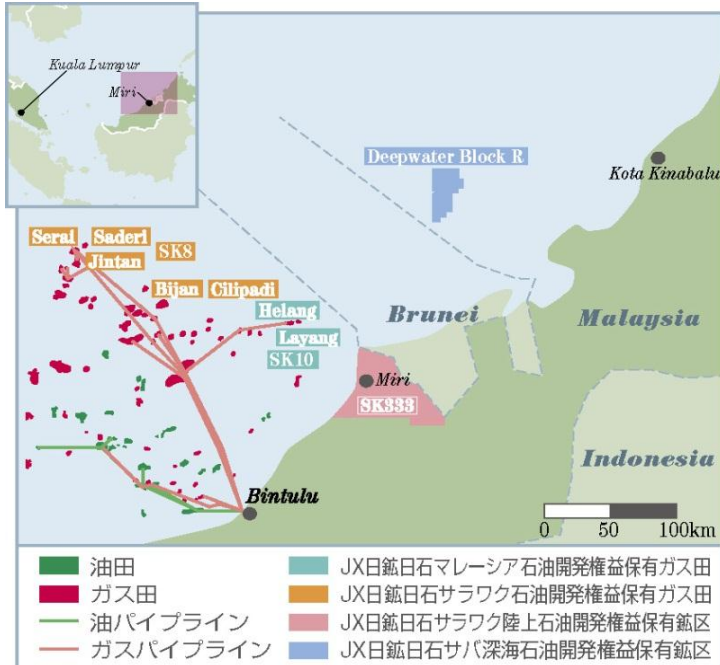 Kuala Lumpur
Miri
Deepwater Block R
Kota Kinabalu
Serai
Saderi
SK8
Jintan
Bijan
Cilipadi
Helang
Layang
SK10
Brunei
Malaysia
Miri
SK333
Indonesia
Bintulu
0 50 100km
油田
ガス田
油パイプライン
ガスパイプライン
JX日鉱日石マレーシア石油開発権益保有ガス田
JX日鉱日石サラワク石油開発権益保有ガス田
JX日鉱日石サラワク陸上石油開発権益保有鉱区
JX日鉱日石サバ深海石油開発権益保有鉱区